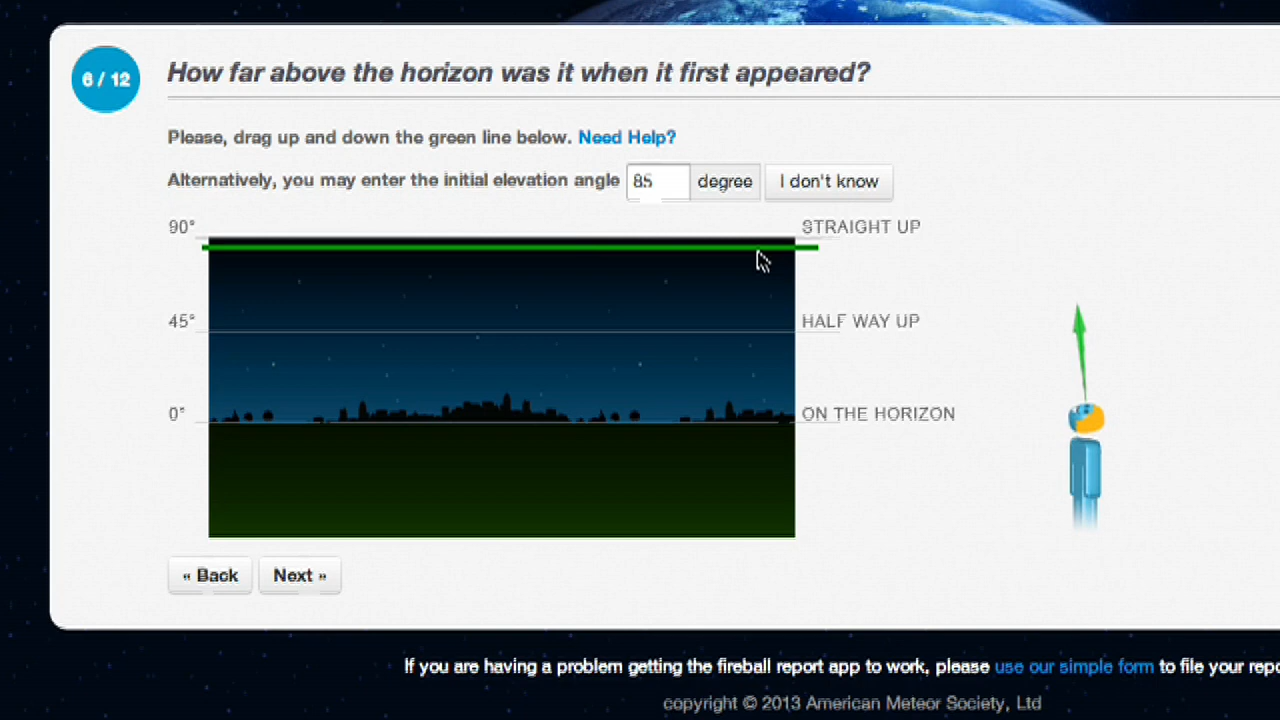 6 / 12
How far above the horizon was it when it first appeared?
Please, drag up and down the green line below. Need Help?
Alternatively, you may enter the initial elevation angle 85 degree I don't know
90° STRAIGHT UP
45° HALF WAY UP
0° ON THE HORIZON
« Back Next »
If you are having a problem getting the fireball report app to work, please use our simple form to file your
copyright © 2013 American Meteor Society, Ltd